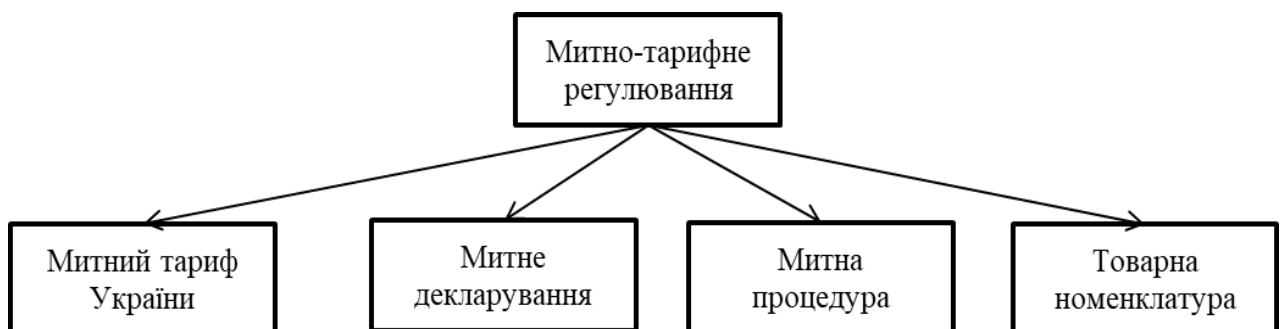 Митно-тарифне
регулювання
Митний тариф
України
Митне
декларування
Митна
процедура
Товарна
номенклатура